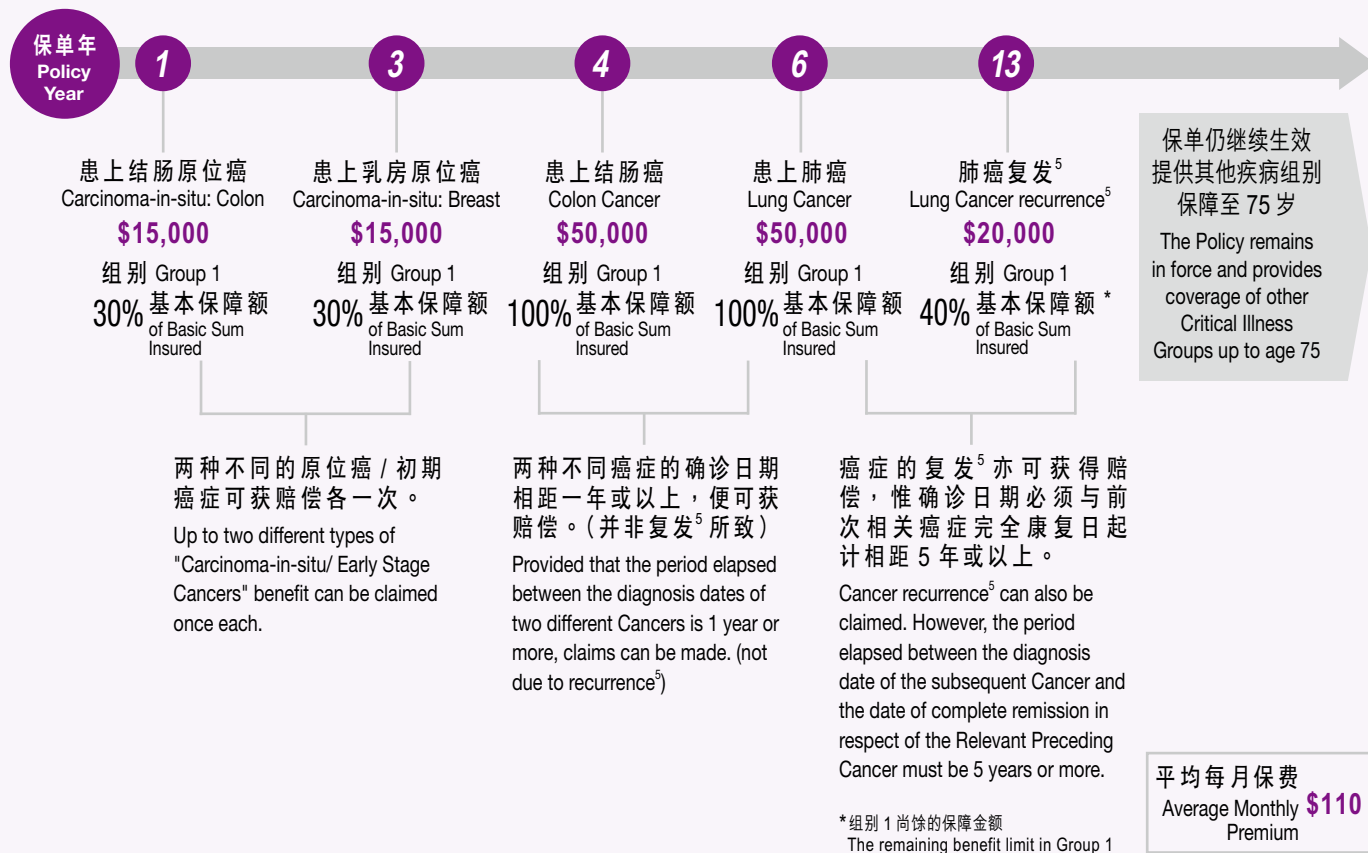 保单年
Policy
Year
1
3
4
6
13
患上结肠原位癌
Carcinoma-in-situ: Colon
$15,000
组别 Group 1
30% 基本保障额
of Basic Sum
Insured
患上乳房原位癌
Carcinoma-in-situ: Breast
$15,000
组别 Group 1
30% 基本保障额
of Basic Sum
Insured
患上结肠癌
Colon Cancer
$50,000
组别 Group 1
100% 基本保障额
of Basic Sum
Insured
患上肺癌
Lung Cancer
$50,000
组别 Group 1
100% 基本保障额
of Basic Sum
Insured
肺癌复发5
Lung Cancer recurrence5
$20,000
组别 Group 1
40% 基本保障额 *
of Basic Sum
Insured
保单仍继续生效
提供其他疾病组别
保障至 75 岁
The Policy remains
in force and provides
coverage of other
Critical Illness
Groups up to age 75
两种不同的原位癌 / 初期
癌症可获赔偿各一次。
Up to two different types of
"Carcinoma-in-situ/ Early Stage
Cancers" benefit can be claimed
once each.
两种不同癌症的确诊日期
相距一年或以上，便可获
赔偿。（并非复发5 所致）
Provided that the period elapsed
between the diagnosis dates of
two different Cancers is 1 year or
more, claims can be made. (not
due to recurrence5)
癌症的复发5 亦可获得赔
偿，惟确诊日期必须与前
次相关癌症完全康复日起
计相距 5 年或以上。
Cancer recurrence5 can also be
claimed. However, the period
elapsed between the diagnosis
date of the subsequent Cancer and
the date of complete remission in
respect of the Relevant Preceding
Cancer must be 5 years or more.
*组别 1 尚馀的保障金额
The remaining benefit limit in Group 1
平均每月保费
Average Monthly $110
Premium